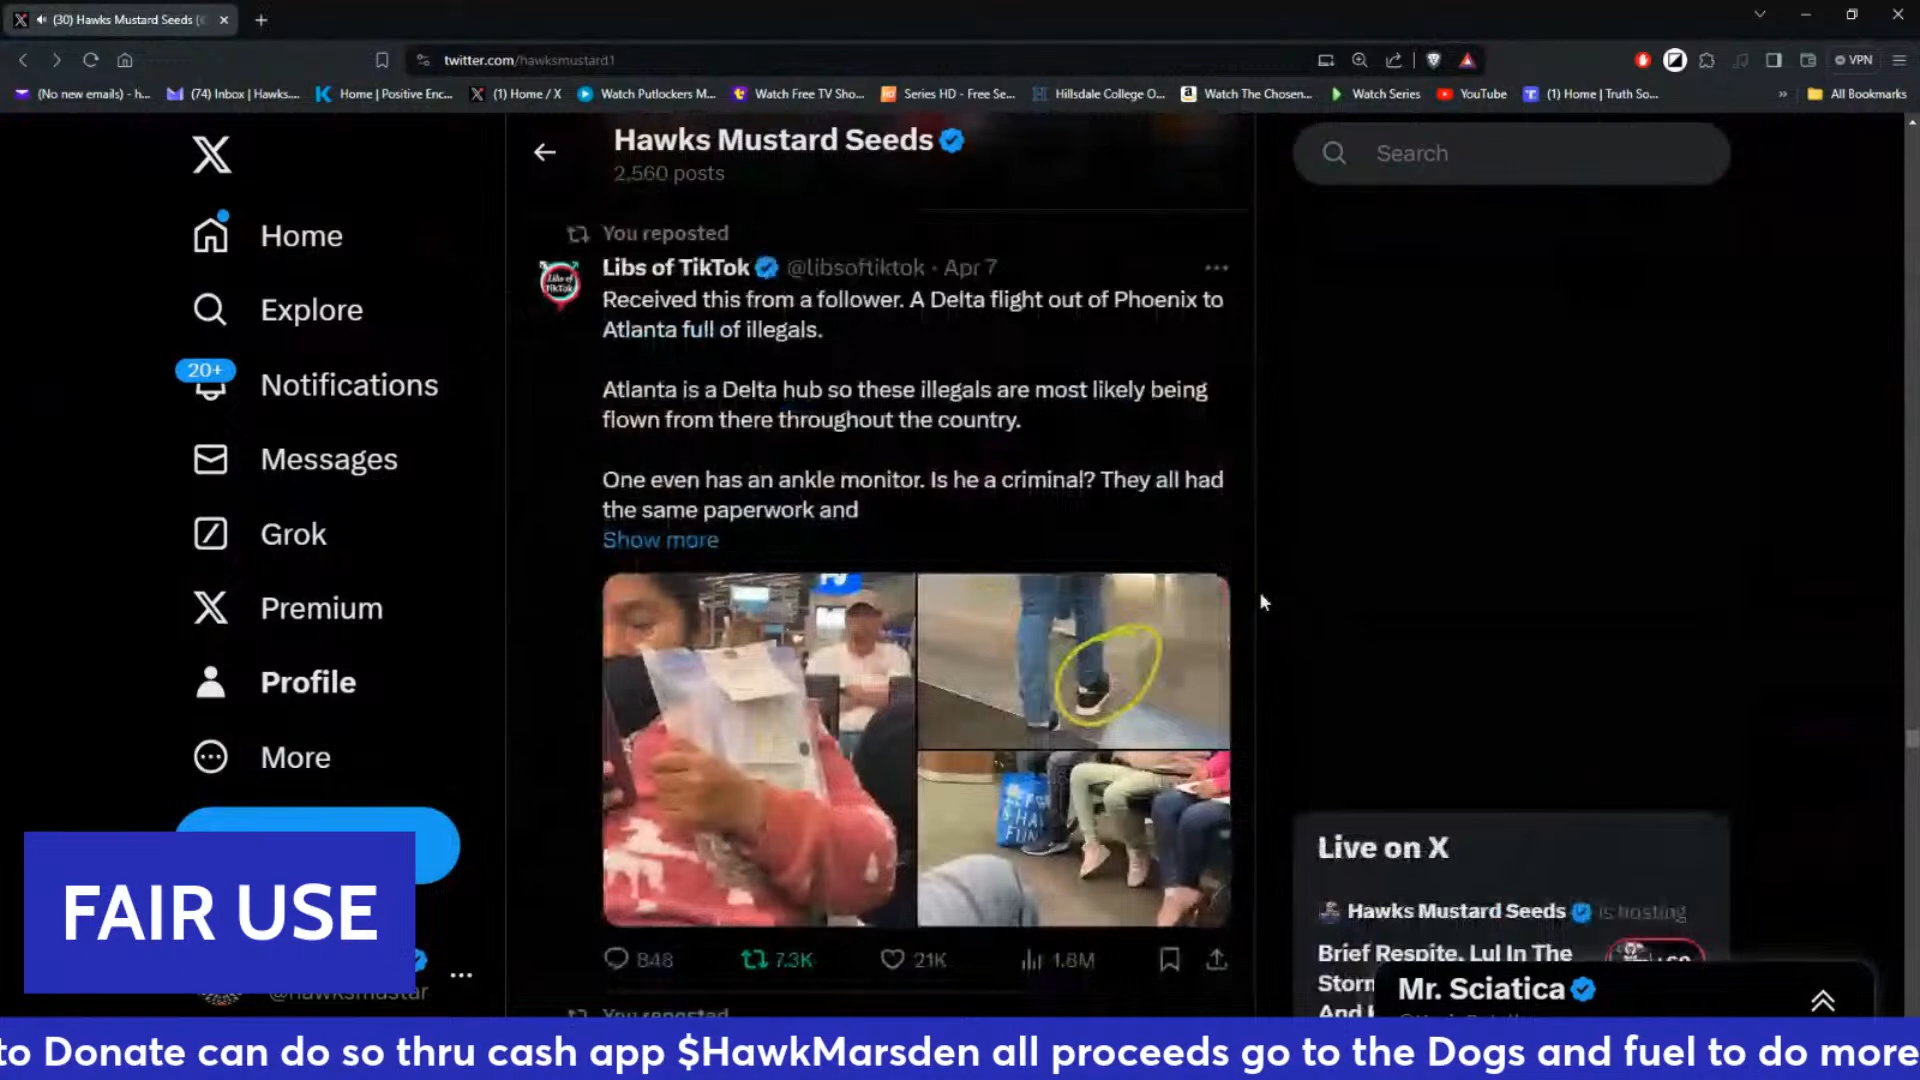 (30) Hawks Mustard Seeds (
twitter.com/hawksmustard1
VPN
(No new emails) - h...
(74) Inbox | Hawks....
Home | Positive Enc...
(1) Home / X
Watch Putlockers M...
Watch Free TV Sho...
Series HD - Free Se...
Hillsdale College O...
Watch The Chosen...
Watch Series
YouTube
(1) Home | Truth So...
All Bookmarks
Home
Explore
20+
Notifications
Messages
Grok
Premium
Profile
More
Hawks Mustard Seeds
2,560 posts
You reposted
Libs of TikTok @libsoftiktok · Apr 7
Received this from a follower. A Delta flight out of Phoenix to
Atlanta full of illegals.
Atlanta is a Delta hub so these illegals are most likely being
flown from there throughout the country.
One even has an ankle monitor. Is he a criminal? They all had
the same paperwork and
Show more
848
7.3K
21K
1.8M
You reposted
Search
Live on X
Hawks Mustard Seeds is hosting
Brief Respite, Lul In The
Storm
And
Mr. Sciatica
FAIR USE
@hawksmustar
to Donate can do so thru cash app $HawkMarsden all proceeds go to the Dogs and fuel to do more